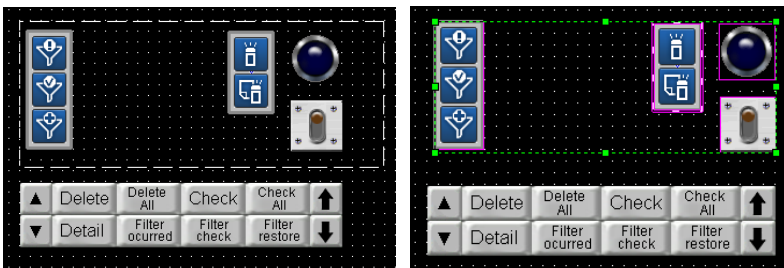 ▲ Delete Delete All Check Check All ⬆
▼ Detail Filter ocurred Filter check Filter restore ⬇
▲ Delete Delete All Check Check All ⬆
▼ Detail Filter ocurred Filter check Filter restore ⬇